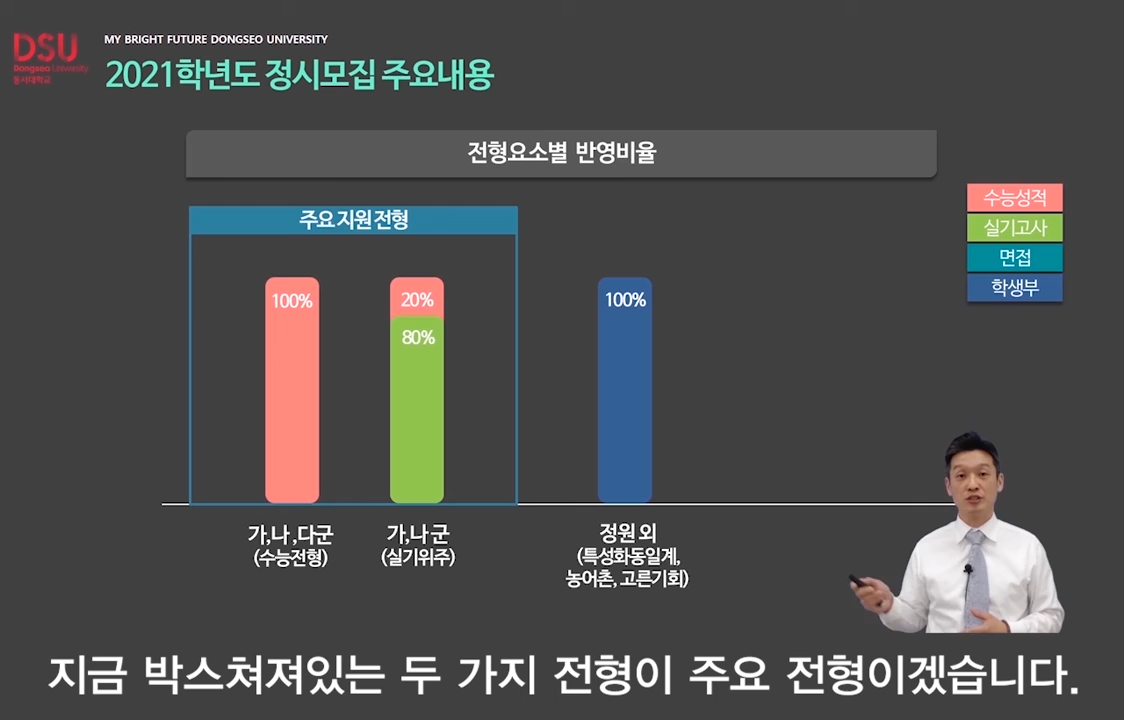 DSU
Dongseo University
동서대학교
MY BRIGHT FUTURE DONGSEO UNIVERSITY
2021학년도 정시모집 주요내용
전형요소별 반영비율
수능성적
실기고사
면접
학생부
주요 지원 전형
100%
20%
80%
100%
가,나 ,다군
(수능전형)
가,나 군
(실기위주)
정원 외
(특성화동일계,
농어촌, 고른기회)
지금 박스쳐져있는 두 가지 전형이 주요 전형이겠습니다.